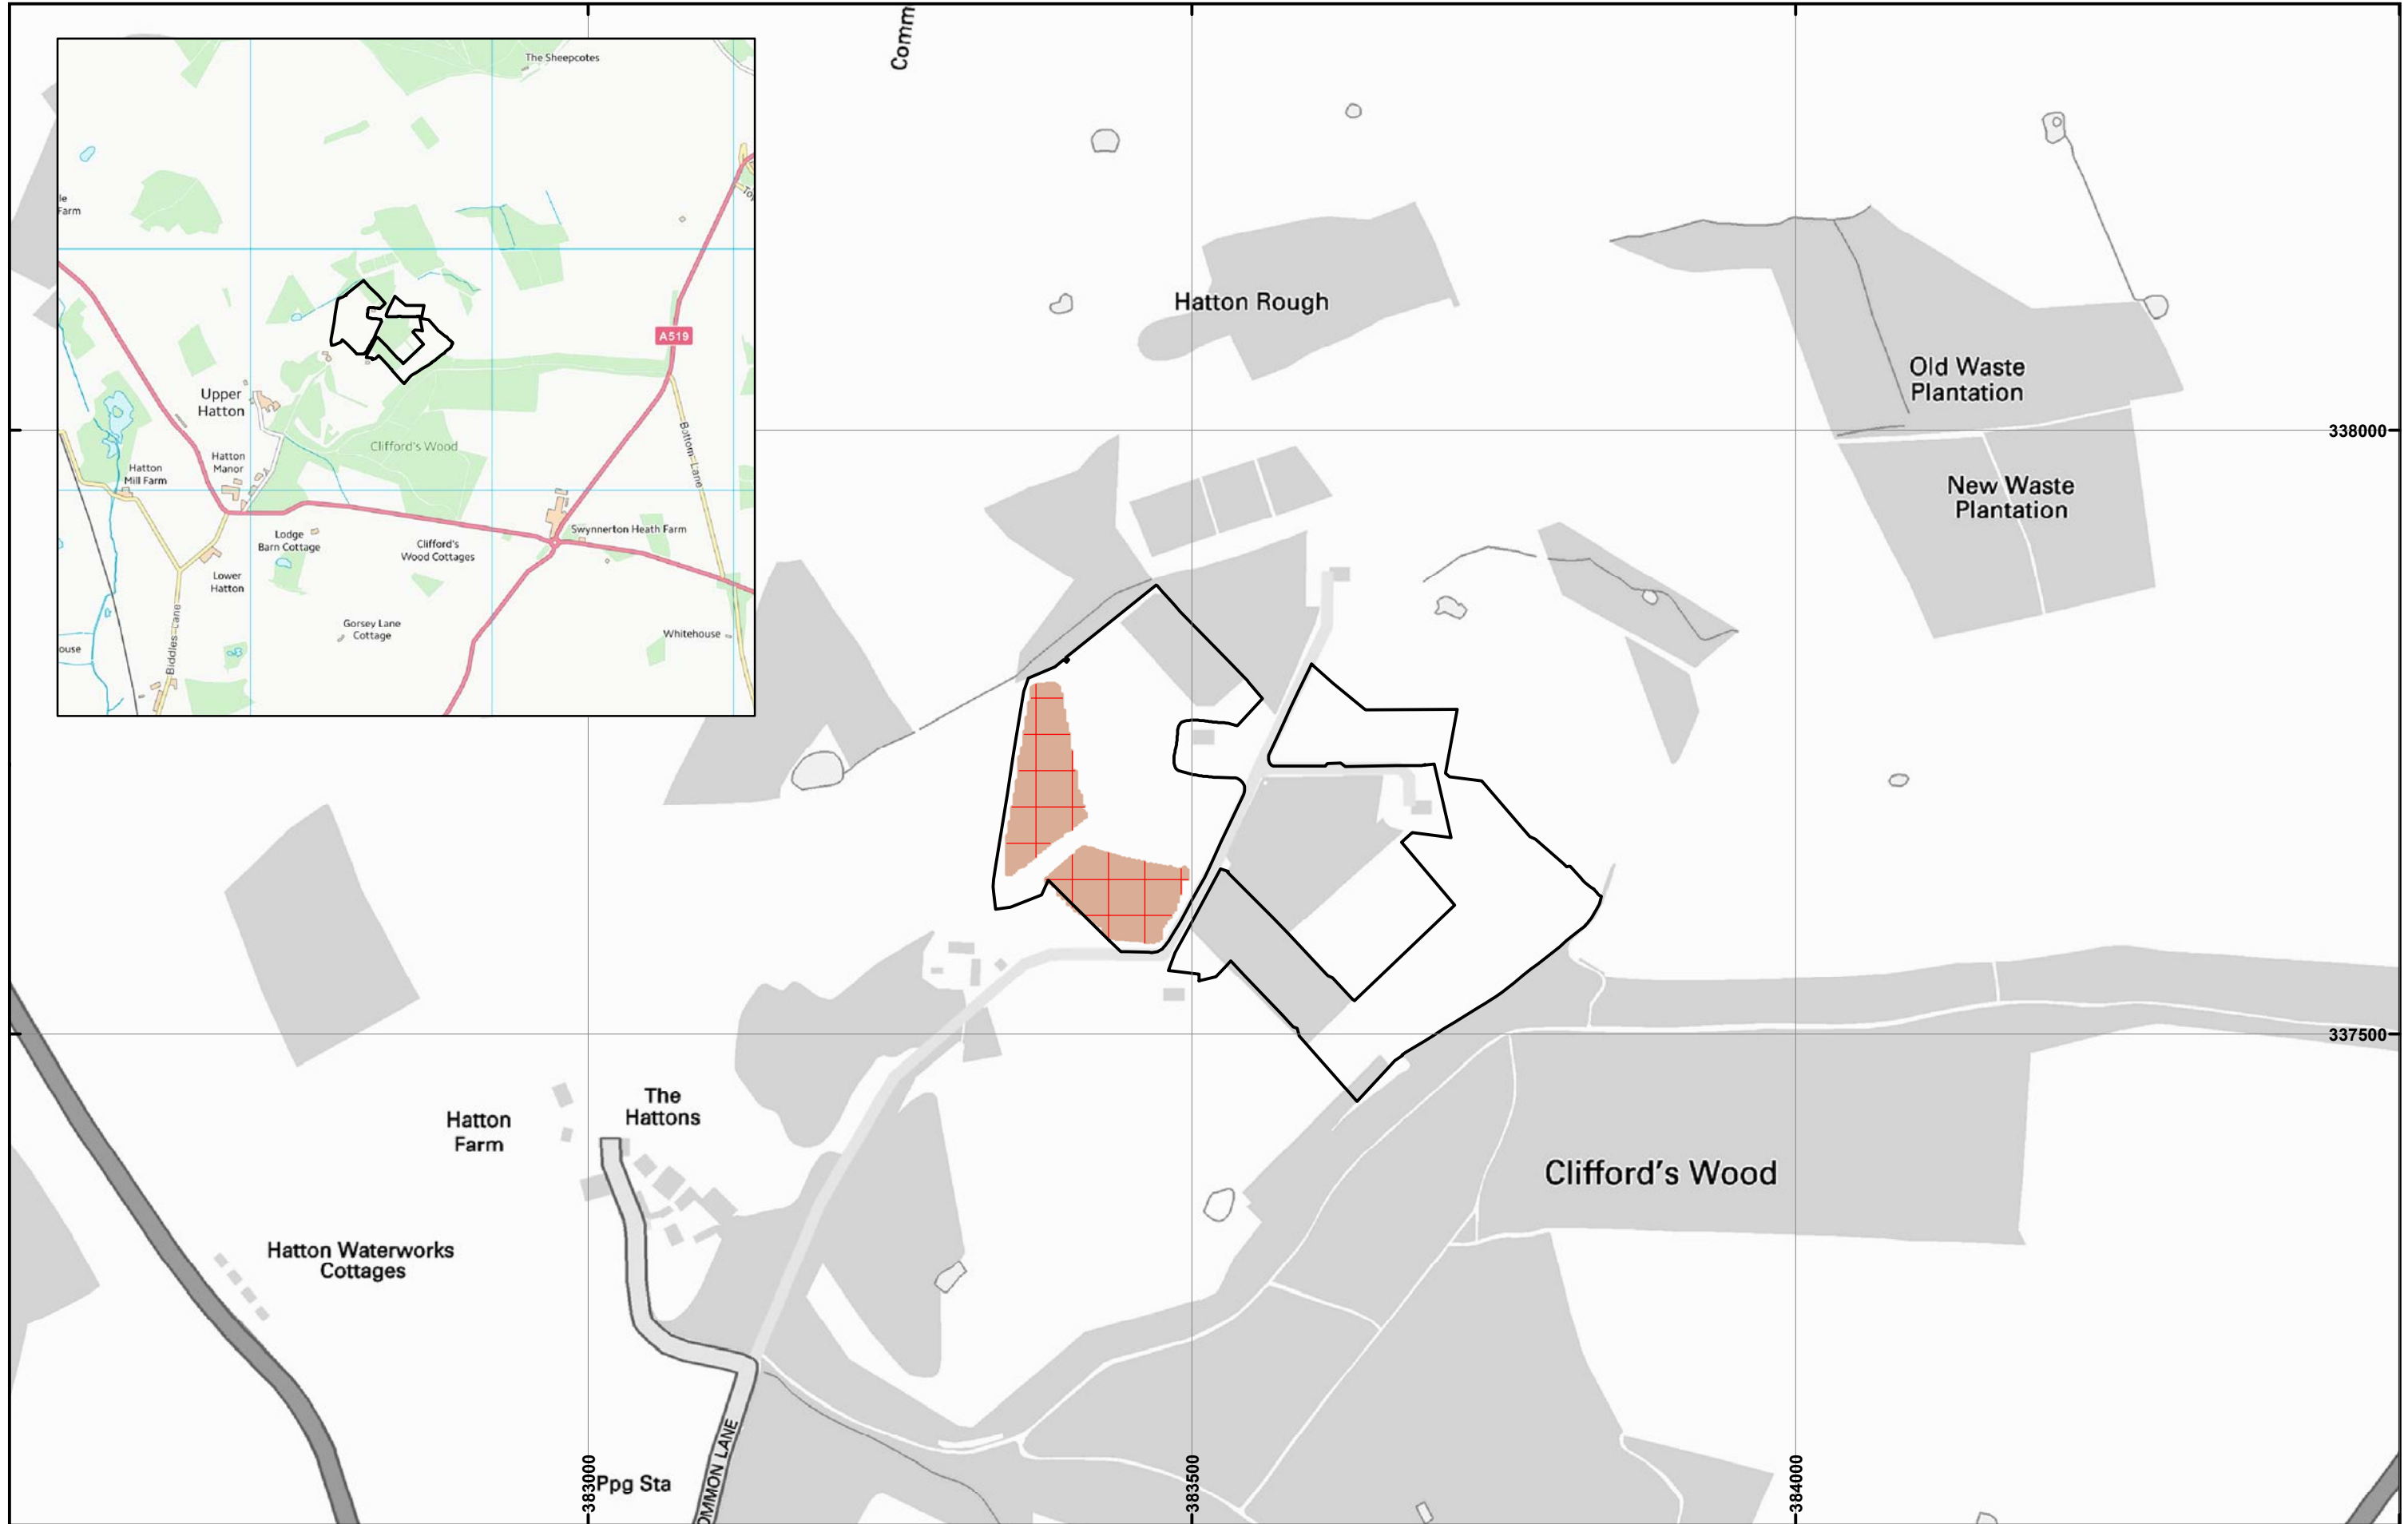 Comm
The Sheepcotes
le
Farm
A519
Upper
Hatton
Clifford's Wood
Bottom Lane
Hatton
Manor
Hatton
Mill Farm
Swynnerton Heath Farm
Lodge
Barn Cottage
Clifford's
Wood Cottages
Lower
Hatton
Biddles Lane
Gorsey Lane
Cottage
Whitehouse
ouse
Hatton Rough
Old Waste
Plantation
338000
New Waste
Plantation
337500
The
Hattons
Hatton
Farm
Clifford's Wood
Hatton Waterworks
Cottages
OMMON LANE
Ppg Sta
383000
383500
384000